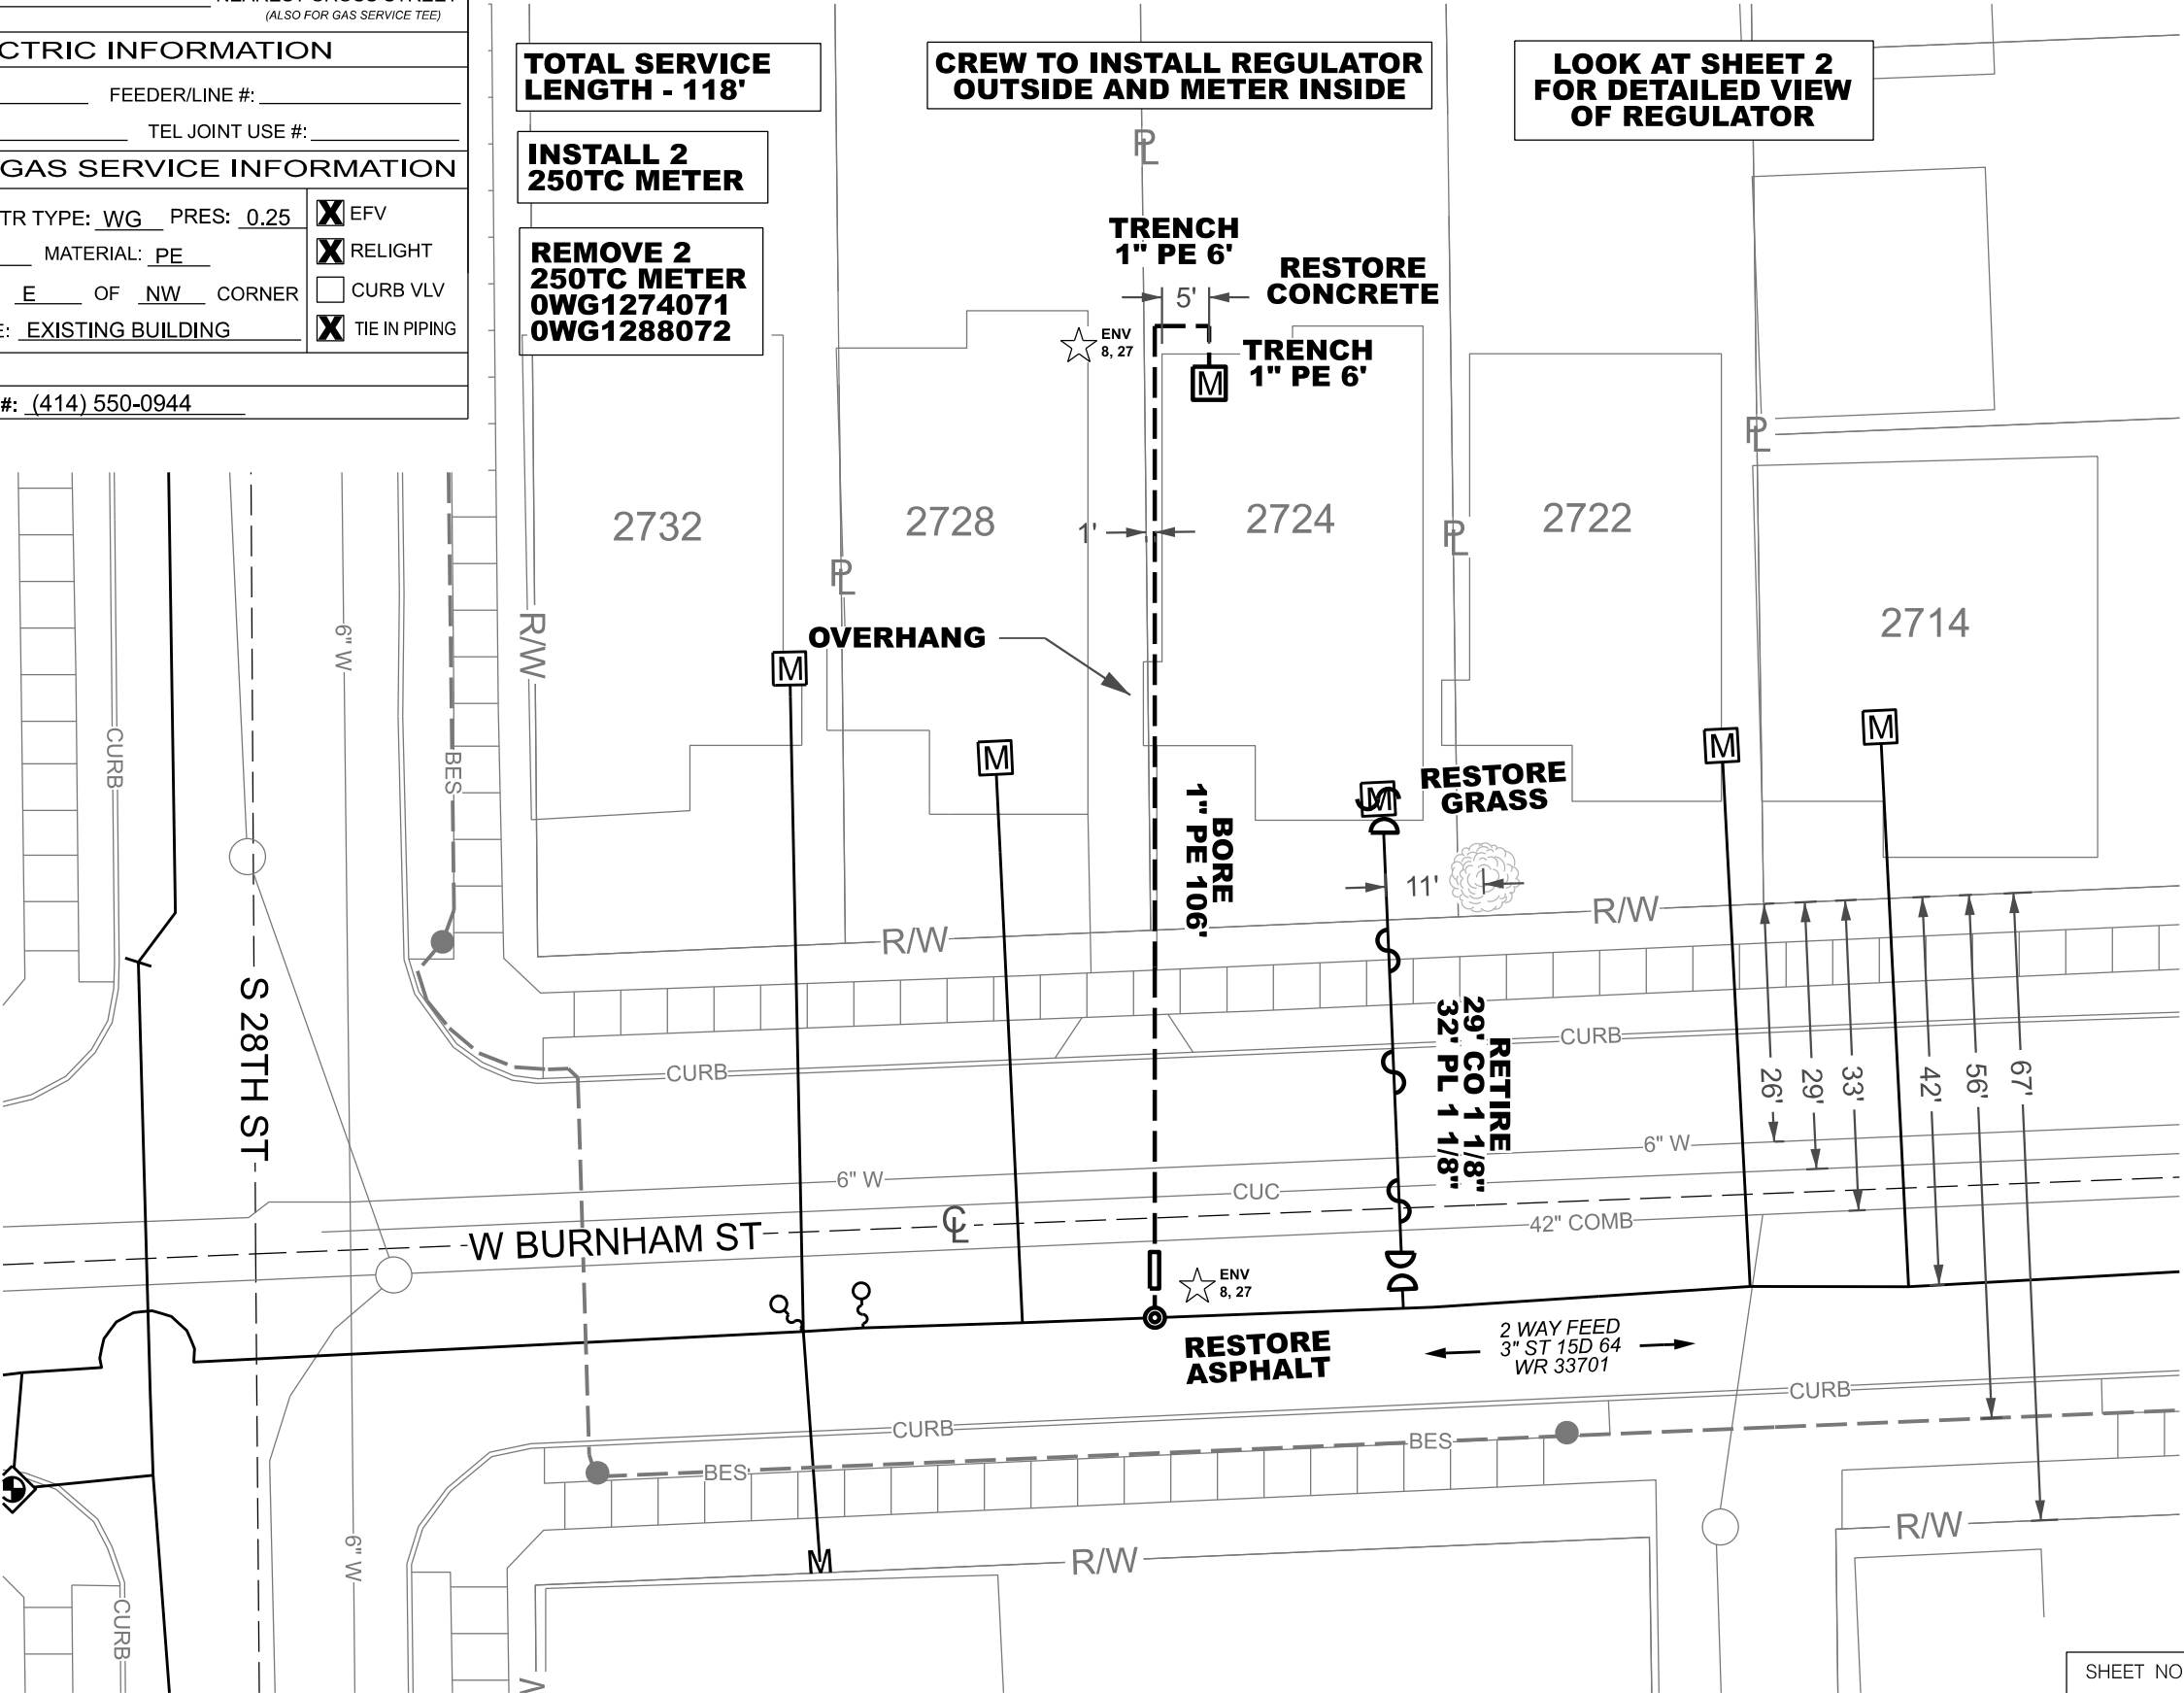 (ALSO FOR GAS SERVICE TEE)
CTRIC INFORMATION
FEEDER/LINE #:
TEL JOINT USE #:
GAS SERVICE INFORMATION
TR TYPE: WG PRES: 0.25
EFV
MATERIAL: PE
RELIGHT
E OF NW CORNER
CURB VLV
E: EXISTING BUILDING
TIE IN PIPING
#: (414) 550-0944
TOTAL SERVICE
LENGTH - 118'
INSTALL 2
250TC METER
REMOVE 2
250TC METER
0WG1274071
0WG1288072
CREW TO INSTALL REGULATOR
OUTSIDE AND METER INSIDE
LOOK AT SHEET 2
FOR DETAILED VIEW
OF REGULATOR
PL
TRENCH
1" PE 6'
RESTORE
CONCRETE
5'
ENV
8, 27
TRENCH
1" PE 6'
M
PL
2732
2728
1'
2724
PL
2722
PL
2714
6" W
R/W
OVERHANG
M
M
M
M
M
CURB
BES
RESTORE
GRASS
BORE
1" PE 106'
11'
R/W
R/W
S 28TH ST
RETIRE
29' CO 1 1/8"
32' PL 1 1/8"
CURB
CURB
26'
29'
33'
42'
56'
67'
6" W
6" W
CUC
42" COMB
W BURNHAM ST
CL
ENV
8, 27
RESTORE
ASPHALT
2 WAY FEED
3" ST 15D 64
WR 33701
CURB
CURB
BES
BES
6" W
M
R/W
R/W
CURB
SHEET NO